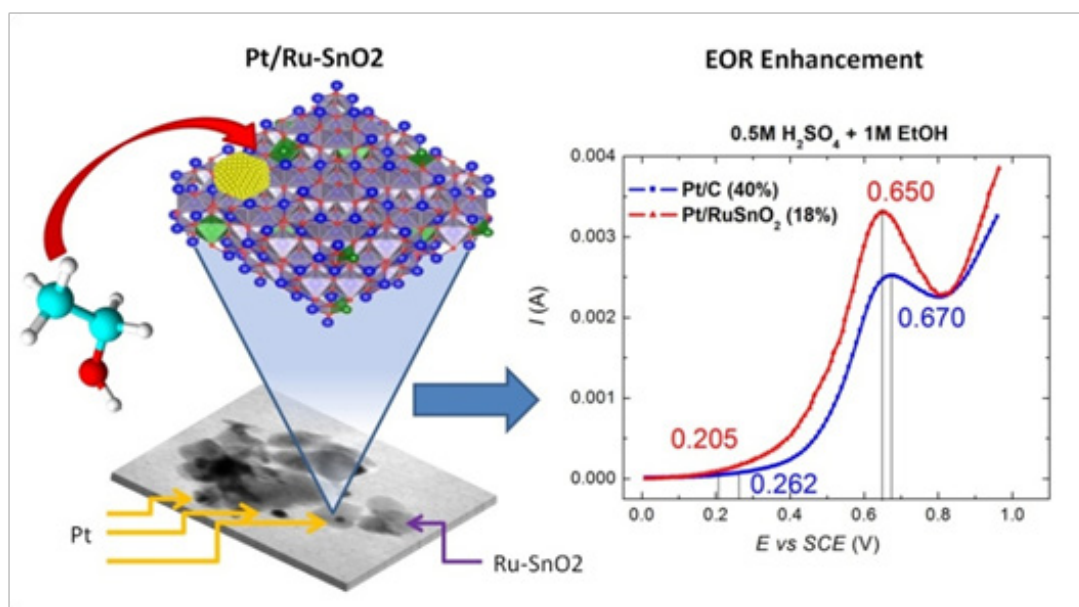 Pt/Ru-SnO2
EOR Enhancement
0.5M H₂SO₄ + 1M EtOH
Pt/C (40%)
Pt/RuSnO₂ (18%)
0.650
0.670
0.205
0.262
I (A)
0.004
0.003
0.002
0.001
0.000
0.0 0.2 0.4 0.6 0.8 1.0
E vs SCE (V)
Pt
Ru-SnO2